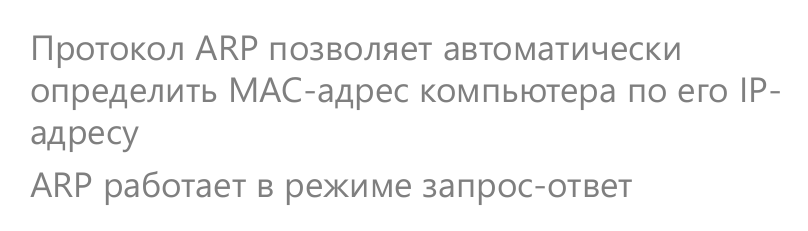 Протокол ARP позволяет автоматически
определить MAC-адрес компьютера по его IP-
адресу
ARP работает в режиме запрос-ответ